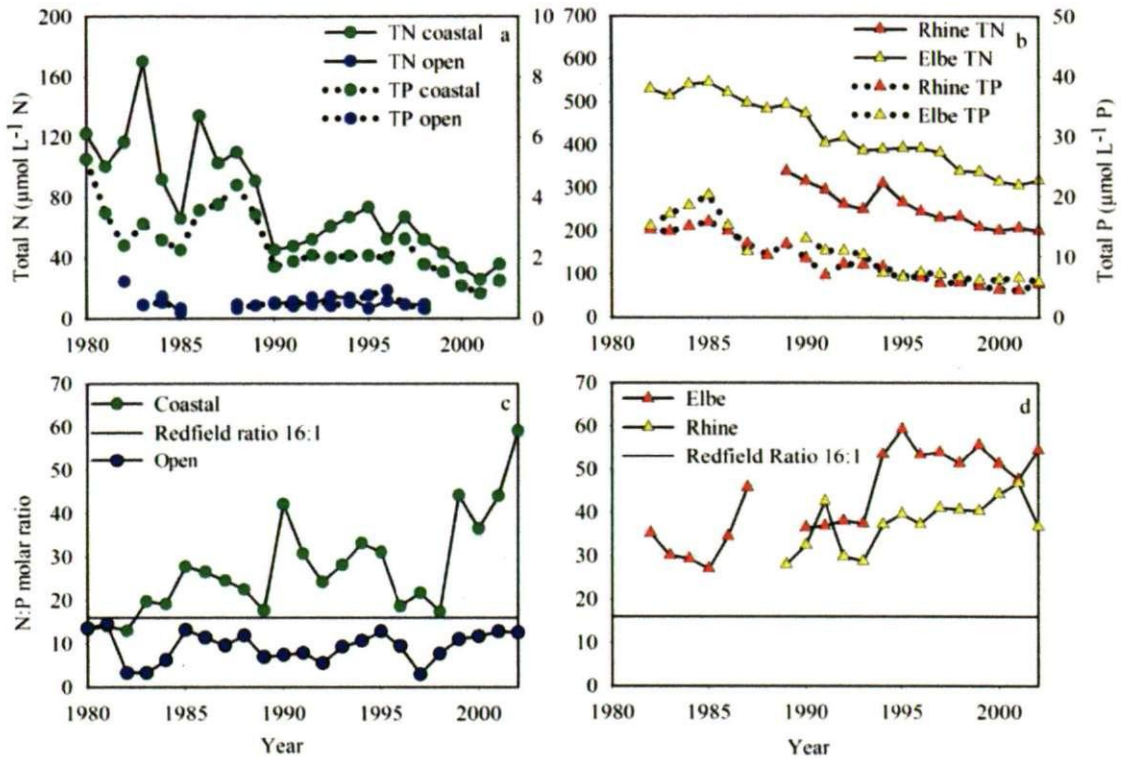 a
TN coastal
TN open
TP coastal
TP open
Total N (µmol L⁻¹ N)
200
160
120
80
40
0
10
8
6
4
2
0
1980 1985 1990 1995 2000
b
Rhine TN
Elbe TN
Rhine TP
Elbe TP
700
600
500
400
300
200
100
0
50
40
30
20
10
0
Total P (µmol L⁻¹ P)
1980 1985 1990 1995 2000
c
Coastal
Redfield ratio 16:1
Open
N:P molar ratio
70
60
50
40
30
20
10
0
1980 1985 1990 1995 2000
Year
d
Elbe
Rhine
Redfield Ratio 16:1
70
60
50
40
30
20
10
0
1980 1985 1990 1995 2000
Year